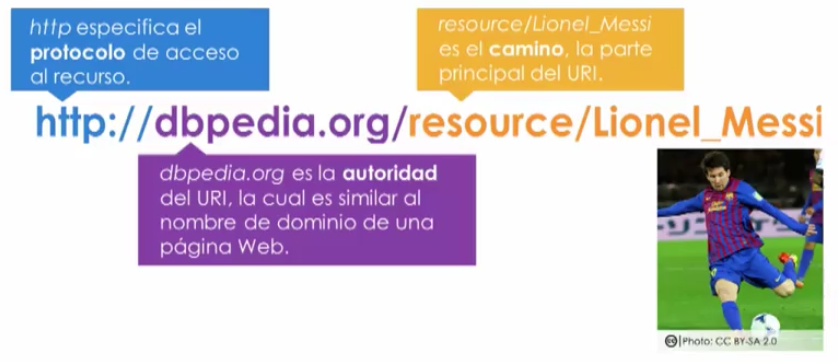 http especifica el
protocolo de acceso
al recurso.
resource/Lionel_Messi
es el camino, la parte
principal del URI.
http://dbpedia.org/resource/Lionel_Messi
dbpedia.org es la autoridad
del URI, la cual es similar al
nombre de dominio de una
página Web.
cc Photo: CC BY-SA 2.0